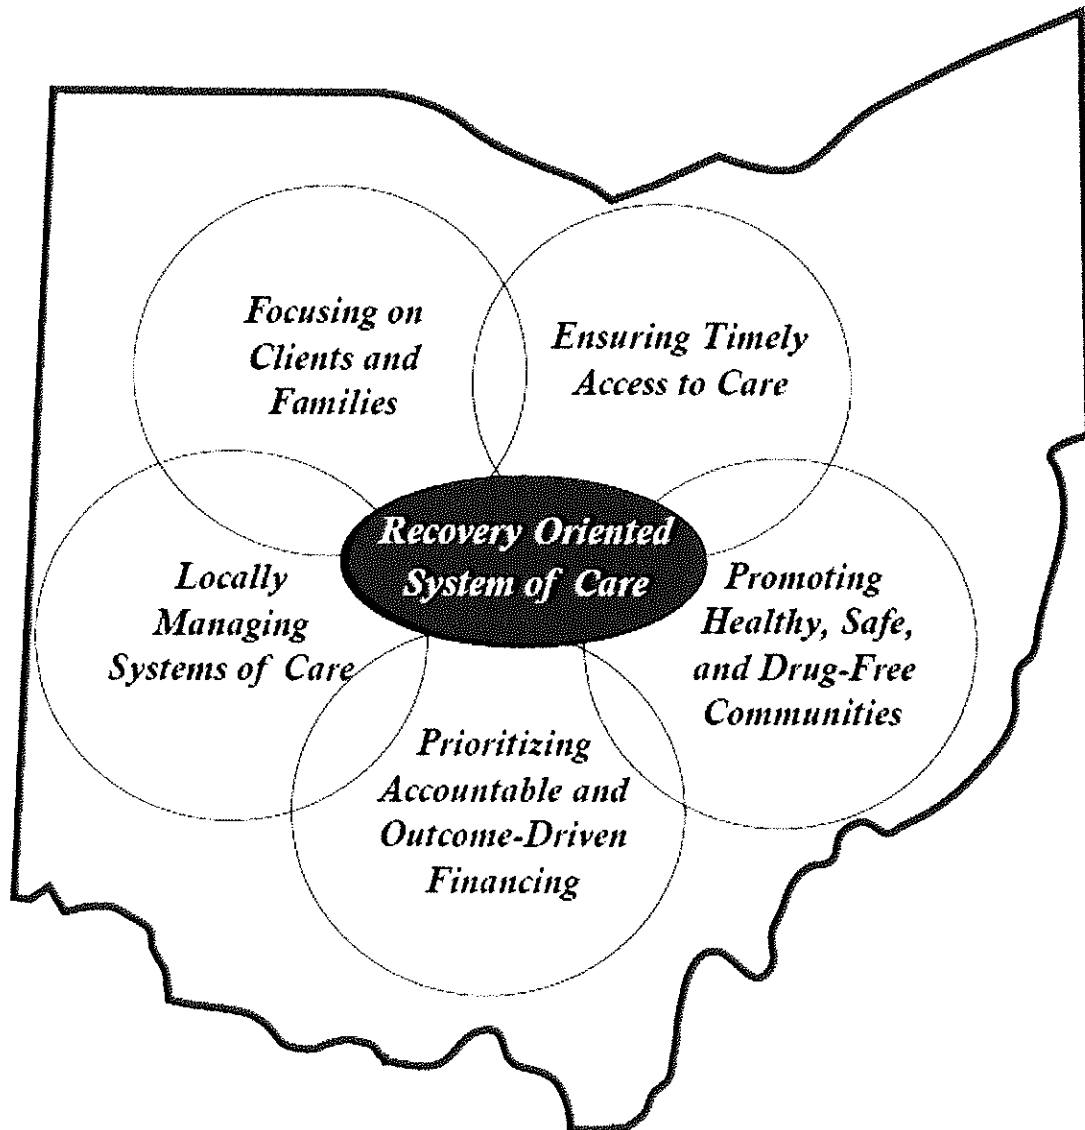 Focusing on
Clients and
Families
Ensuring Timely
Access to Care
Recovery Oriented
System of Care
Locally
Managing
Systems of Care
Promoting
Healthy, Safe,
and Drug-Free
Communities
Prioritizing
Accountable and
Outcome-Driven
Financing